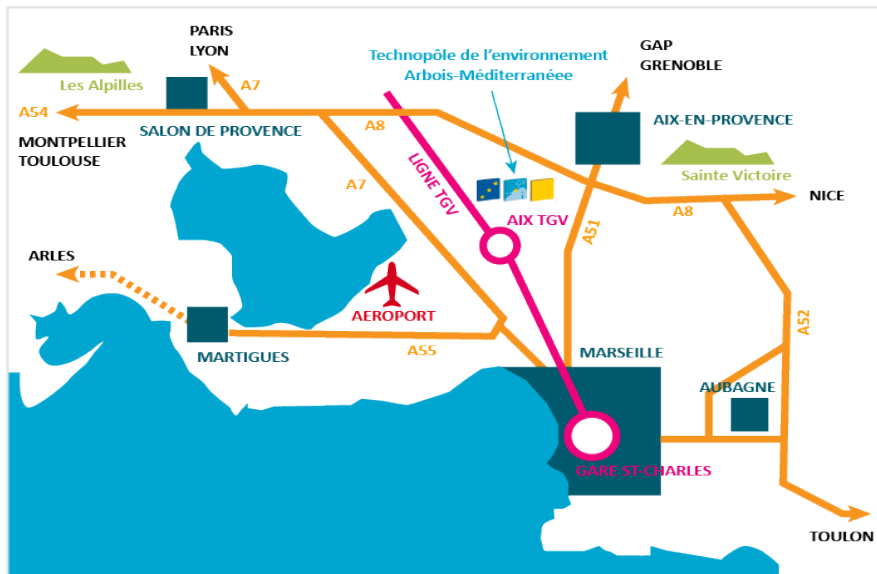 PARIS
LYON
Technopôle de l'environnement
Arbois-Méditerranéee
GAP
GRENOBLE
Les Alpilles
A7
A54
SALON DE PROVENCE
A8
AIX-EN-PROVENCE
MONTPELLIER
TOULOUSE
LIGNE TGV
A7
Sainte Victoire
NICE
AIX TGV
A51
A8
ARLES
AEROPORT
A52
MARTIGUES
A55
MARSEILLE
AUBAGNE
GARE ST-CHARLES
TOULON